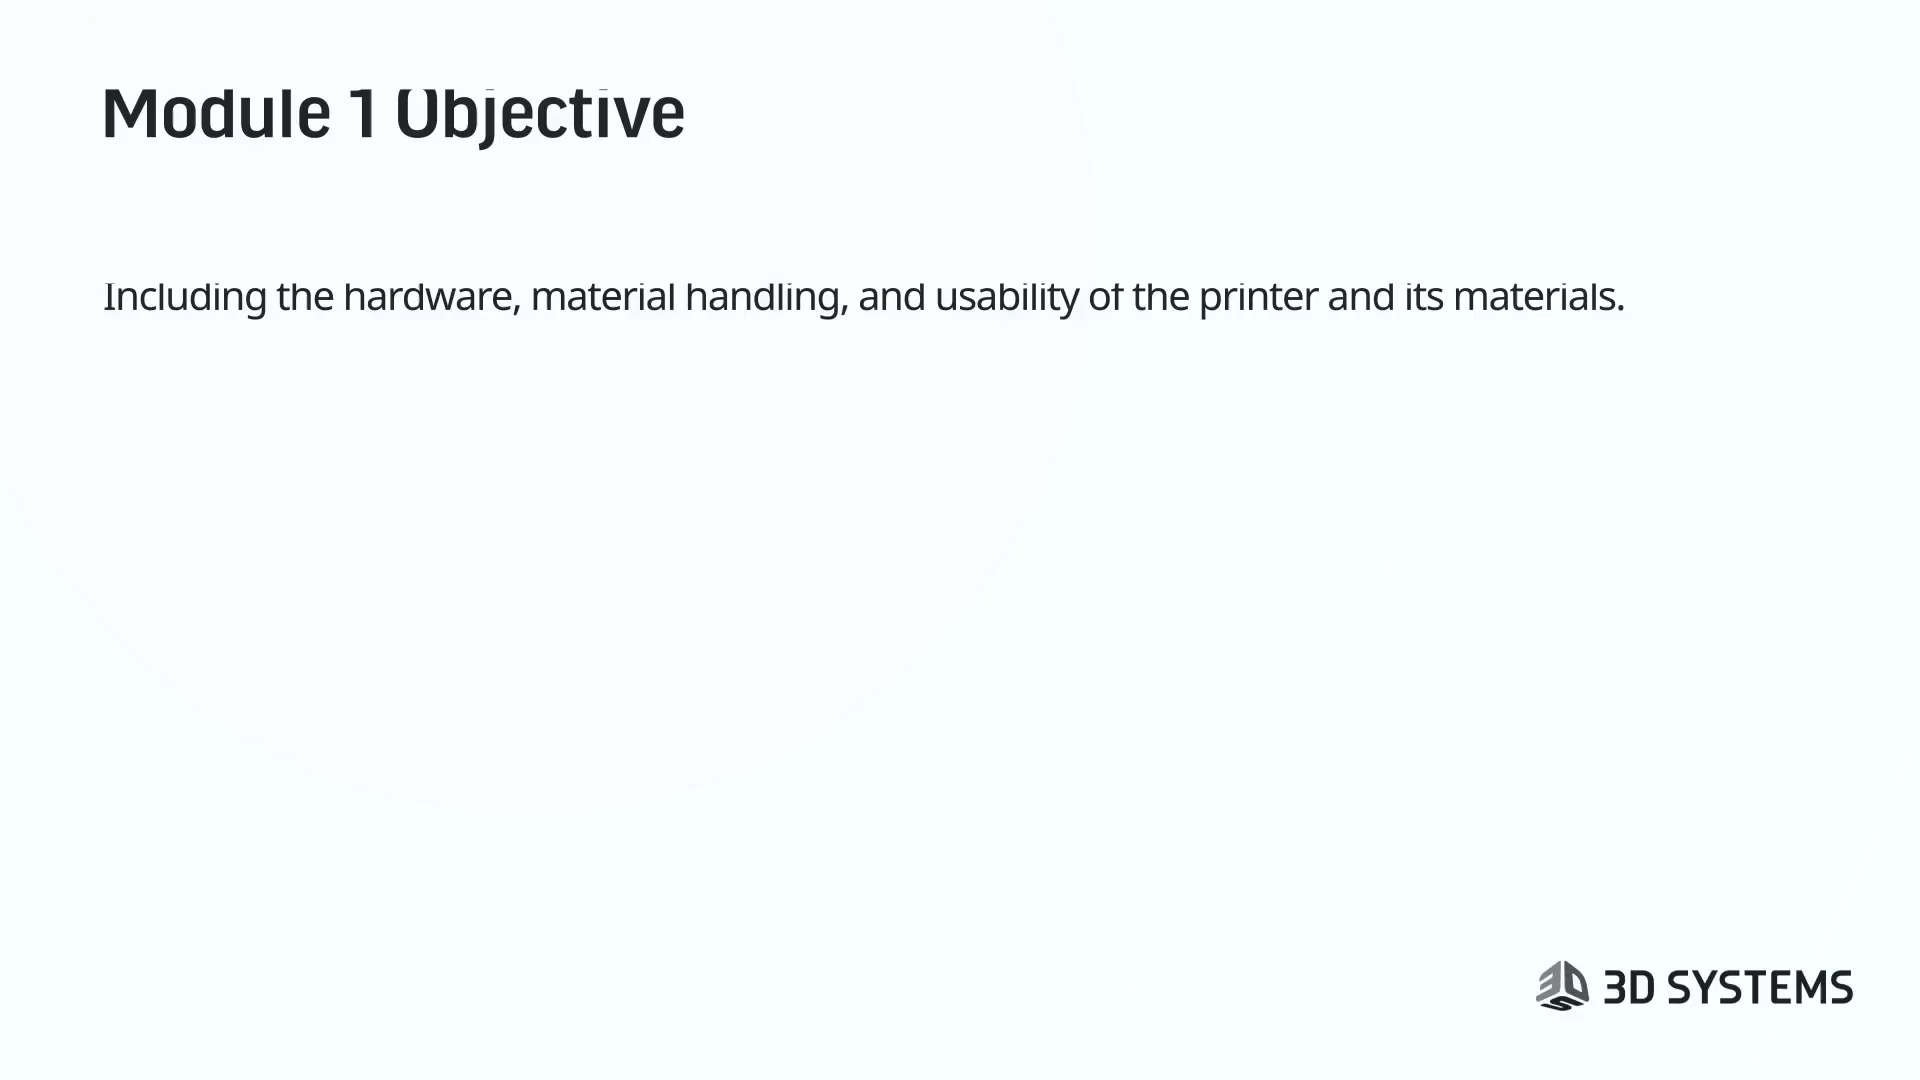 Module 1 Objective
Including the hardware, material handling, and usability of the printer and its materials.
3D SYSTEMS